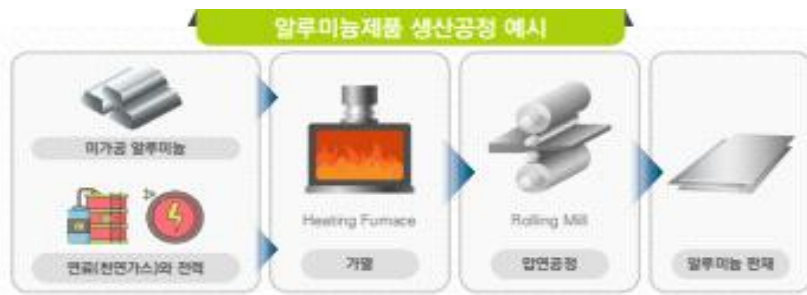 알루미늄제품 생산공정 예시
미가공 알루미늄
연료(천연가스)와 전력
Heating Furnace
가열
Rolling Mill
압연공정
알루미늄 판재